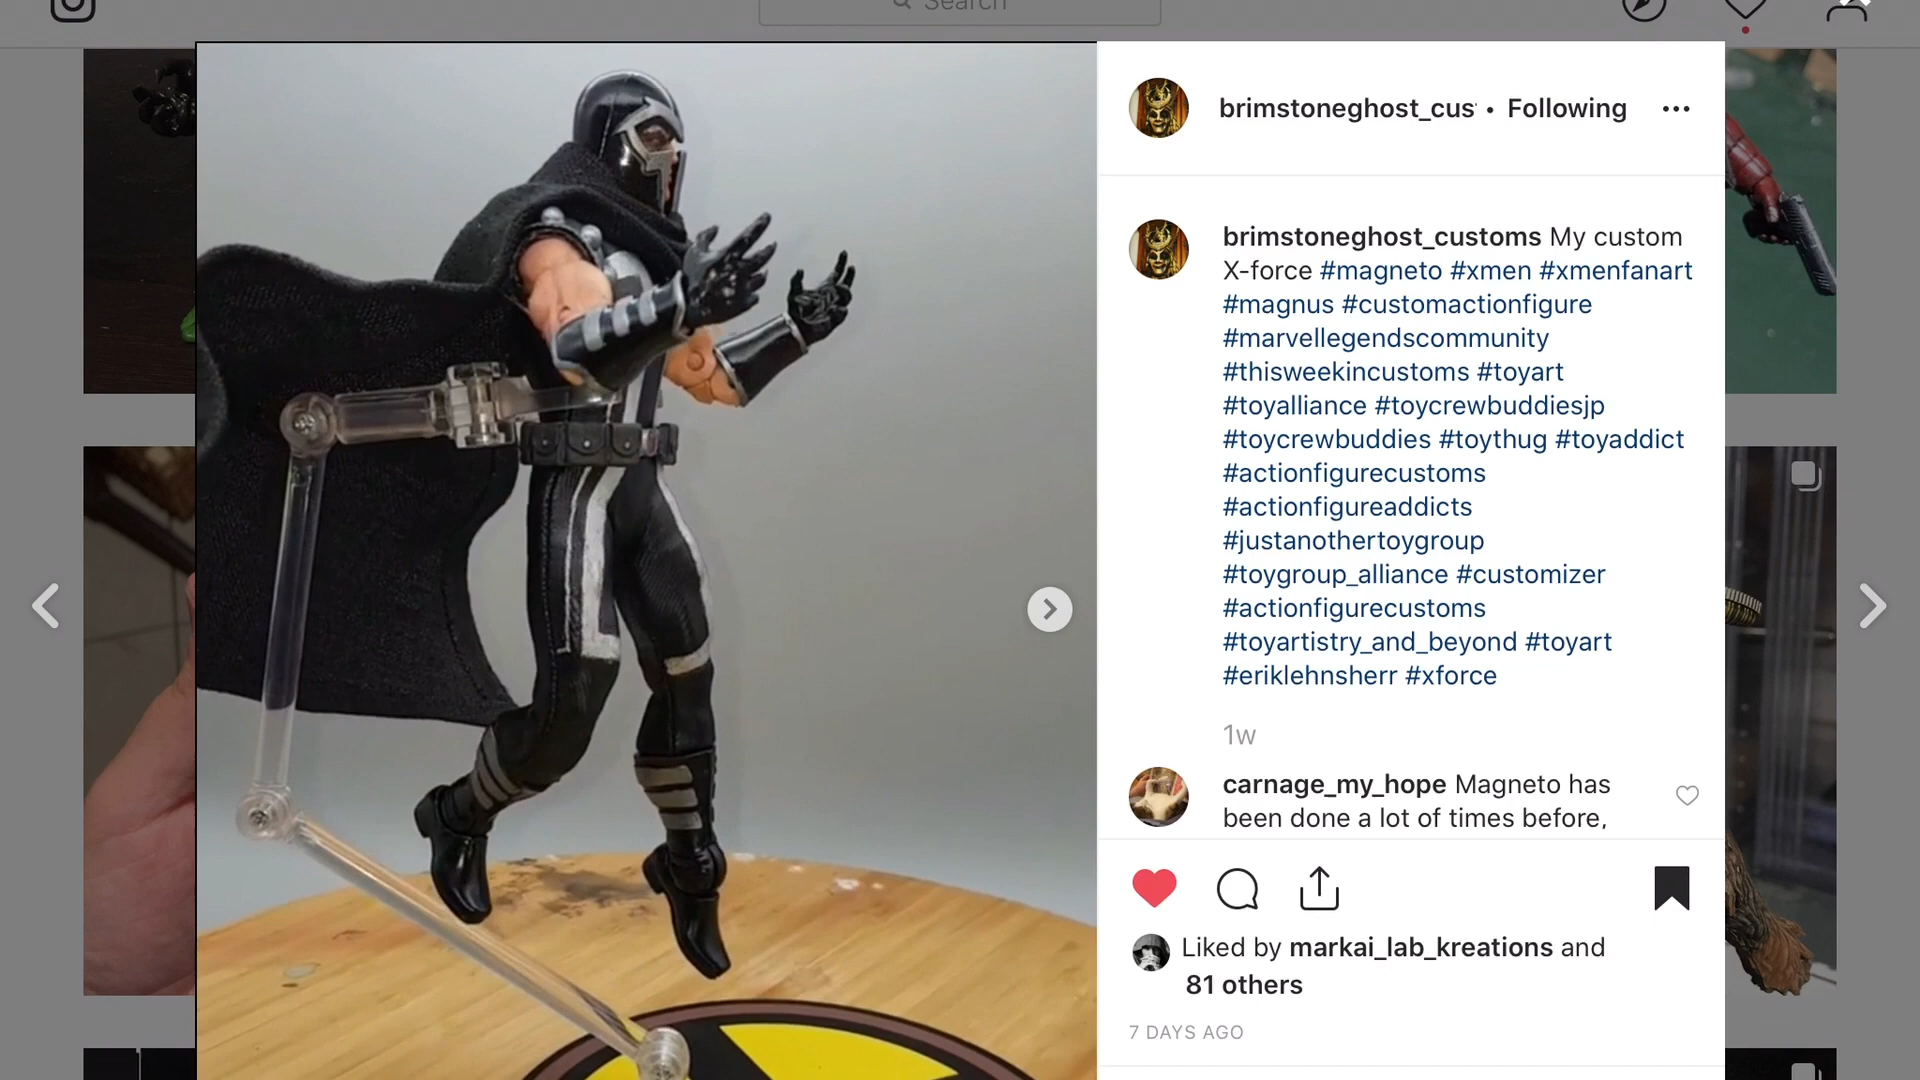 Search
brimstoneghost_cus • Following
brimstoneghost_customs My custom
X-force #magneto #xmen #xmenfanart
#magnus #customactionfigure
#marvellegendscommunity
#thisweekincustoms #toyart
#toyalliance #toycrewbuddiesjp
#toycrewbuddies #toythug #toyaddict
#actionfigurecustoms
#actionfigureaddicts
#justanothertoygroup
#toygroup_alliance #customizer
#actionfigurecustoms
#toyartistry_and_beyond #toyart
#eriklehnsherr #xforce
1w
carnage_my_hope Magneto has
been done a lot of times before,
Liked by markai_lab_kreations and
81 others
7 DAYS AGO